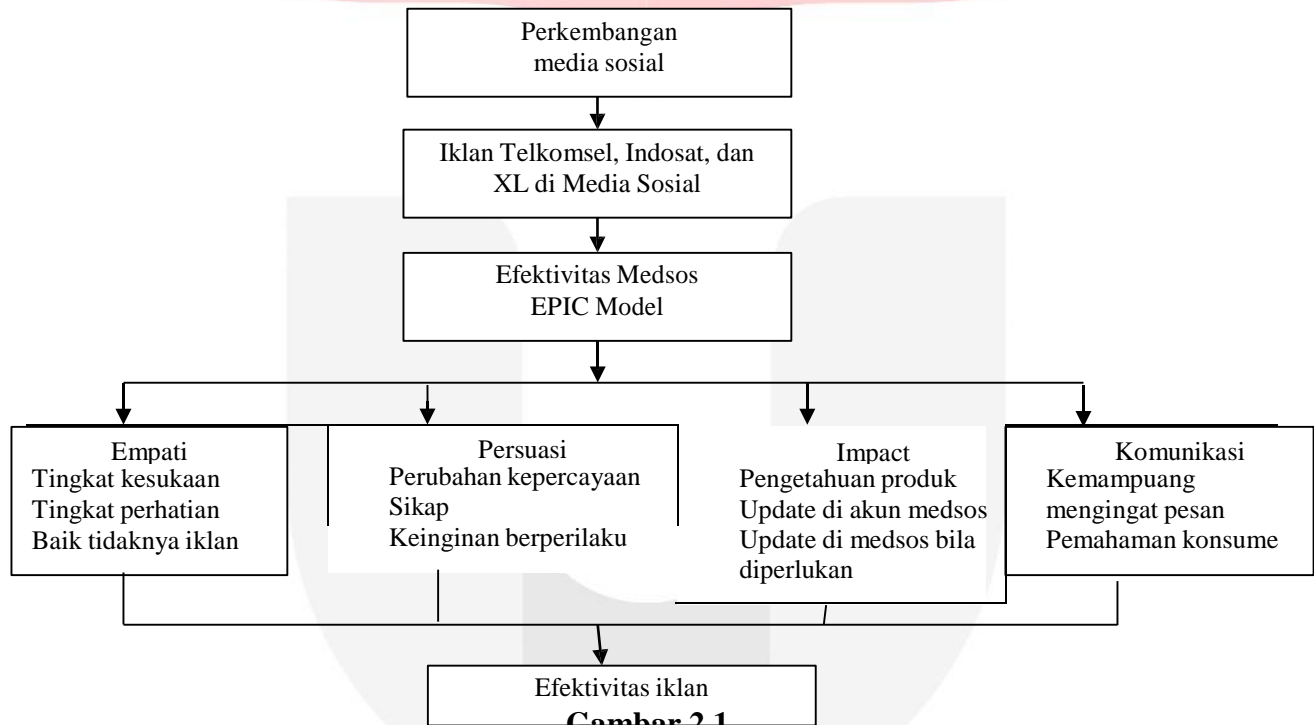 Perkembangan
media sosial
Iklan Telkomsel, Indosat, dan
XL di Media Sosial
Efektivitas Medsos
EPIC Model
Empati
Tingkat kesukaan
Tingkat perhatian
Baik tidaknya iklan
Persuasi
Perubahan kepercayaan
Sikap
Keinginan berperilaku
Impact
Pengetahuan produk
Update di akun medsos
Update di medsos bila
diperlukan
Komunikasi
Kemampuang
mengingat pesan
Pemahaman konsume
Efektivitas iklan
Gambar 2.1